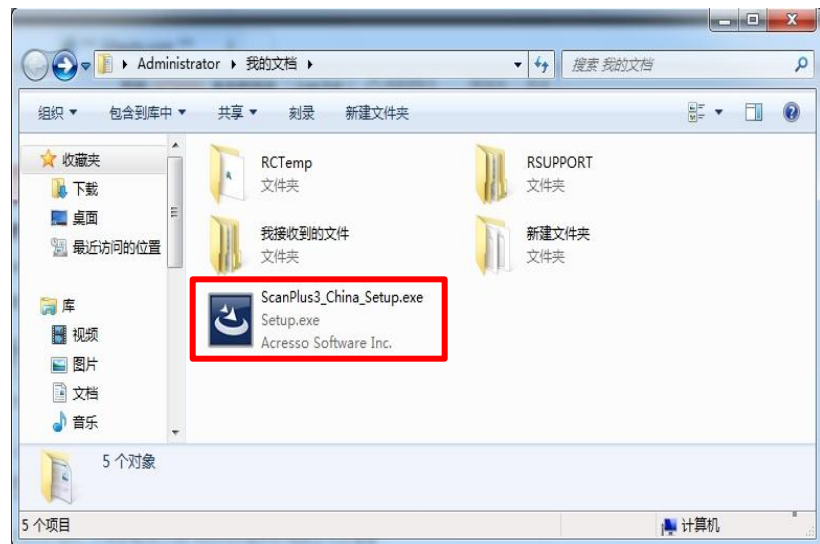 Administrator 我的文档
搜索 我的文档
组织 包含到库中 共享 刻录 新建文件夹
收藏夹
下载
桌面
最近访问的位置
库
视频
图片
文档
音乐
RCTemp
文件夹
RSUPPORT
文件夹
我接收到的文件
文件夹
新建文件夹
文件夹
ScanPlus3_China_Setup.exe
Setup.exe
Acresso Software Inc.
5 个对象
5 个项目
计算机